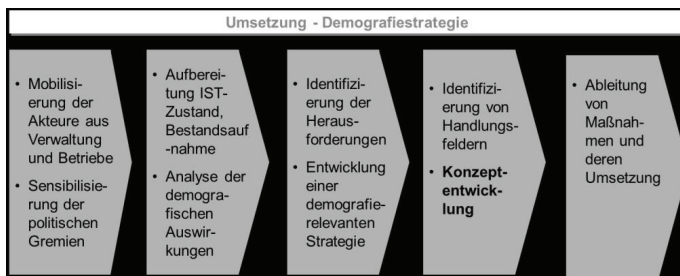 Umsetzung - Demografiestrategie
• Mobilisi-
erung der
Akteure aus
Verwaltung
und Betriebe
• Sensibilisie-
rung der
politischen
Gremien
• Aufberei-
tung IST-
Zustand,
Bestandsauf
-nahme
• Analyse der
demogra-
fischen
Auswir-
kungen
• Identifizi-
erung der
Heraus-
forderungen
• Entwicklung
einer
demografie-
relevanten
Strategie
• Identifizi-
erung von
Handlungs-
feldern
• Konzept-
entwick-
lung
• Ableitung
von
Maßnah-
men und
deren
Umsetzung